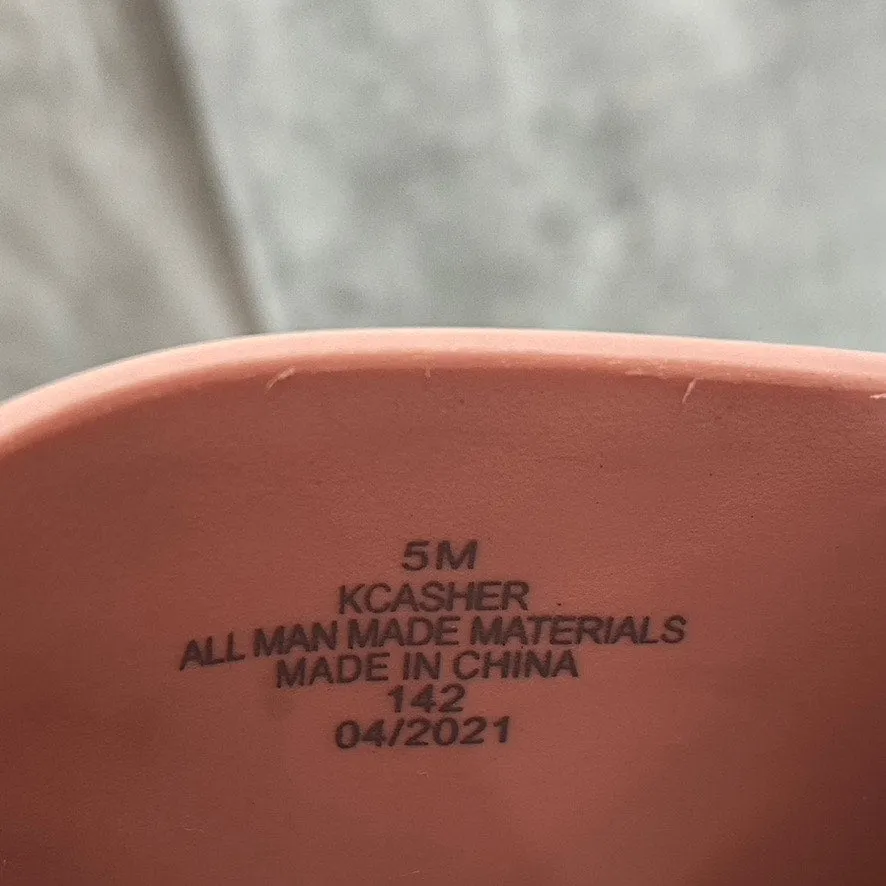 5M
KCASHER
ALL MAN MADE MATERIALS
MADE IN CHINA
142
04/2021